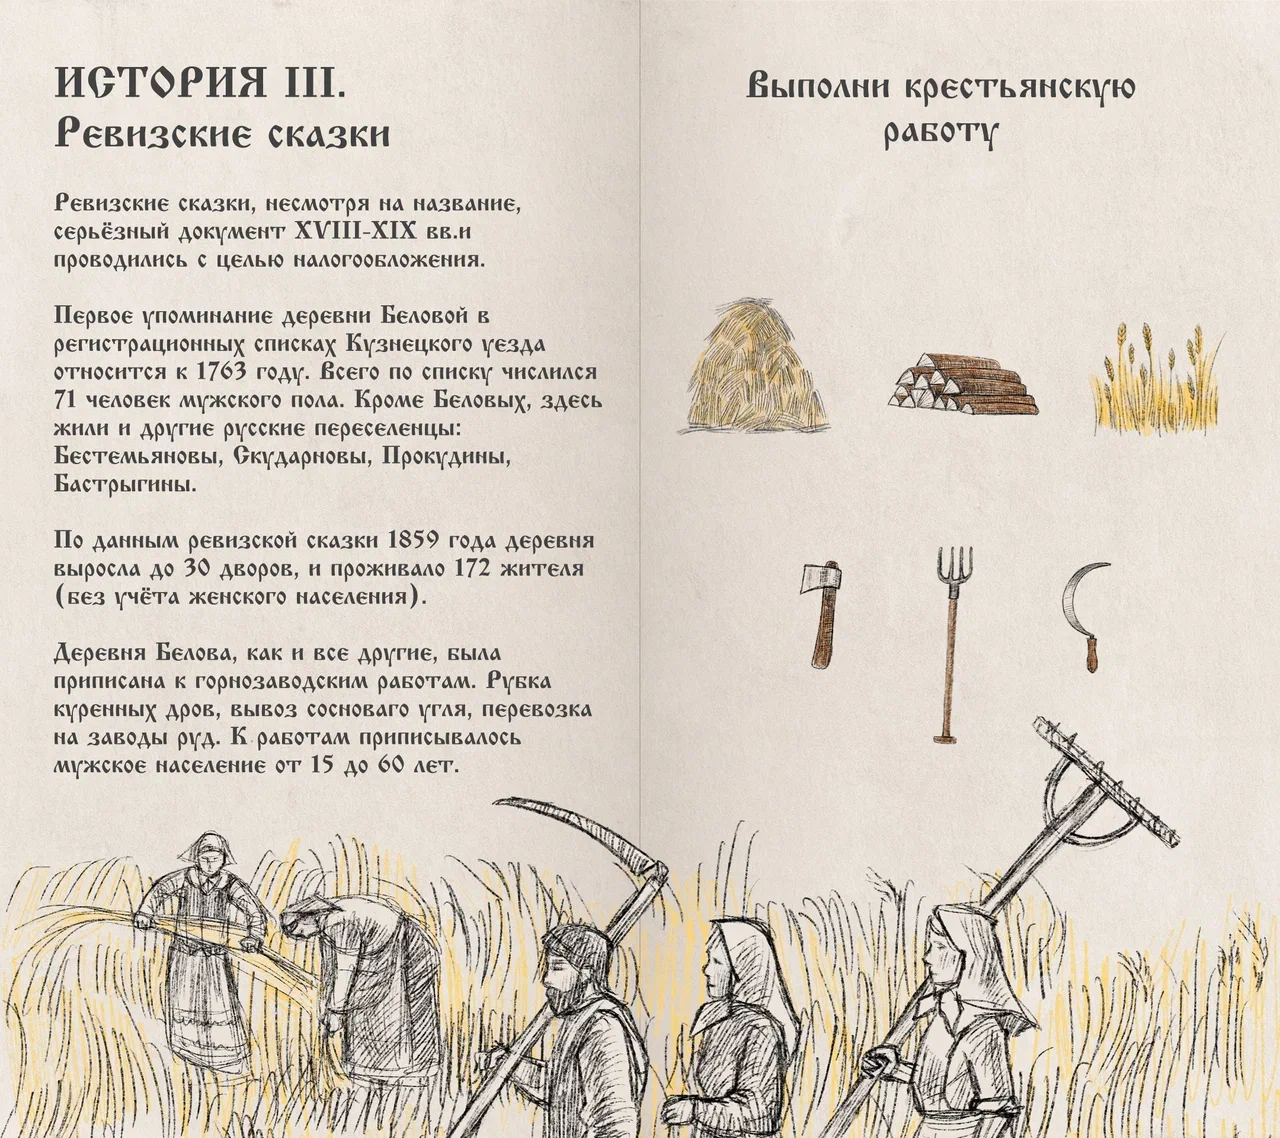 ИСТОРИЯ III.
Ревизские сказки
Ревизские сказки, несмотря на название,
серьёзный документ XVIII-XIX вв.и
проводились с целью налогообложения.
Первое упоминание деревни Беловой в
регистрационных списках Кузнецкого уезда
относится к 1763 году. Всего по списку числился
71 человек мужского пола. Кроме Беловых, здесь
жили и другие русские переселенцы:
Бестемьяновы, Скударновы, Прокудины,
Бастрыгины.
По данным ревизской сказки 1859 года деревня
выросла до 30 дворов, и проживало 172 жителя
(без учёта женского населения).
Деревня Белова, как и все другие, была
приписана к горнозаводским работам. Рубка
куренных дров, вывоз сосноваго угля, перевозка
на заводы руд. К работам приписывалось
мужское население от 15 до 60 лет.
Выполни крестьянскую
работу